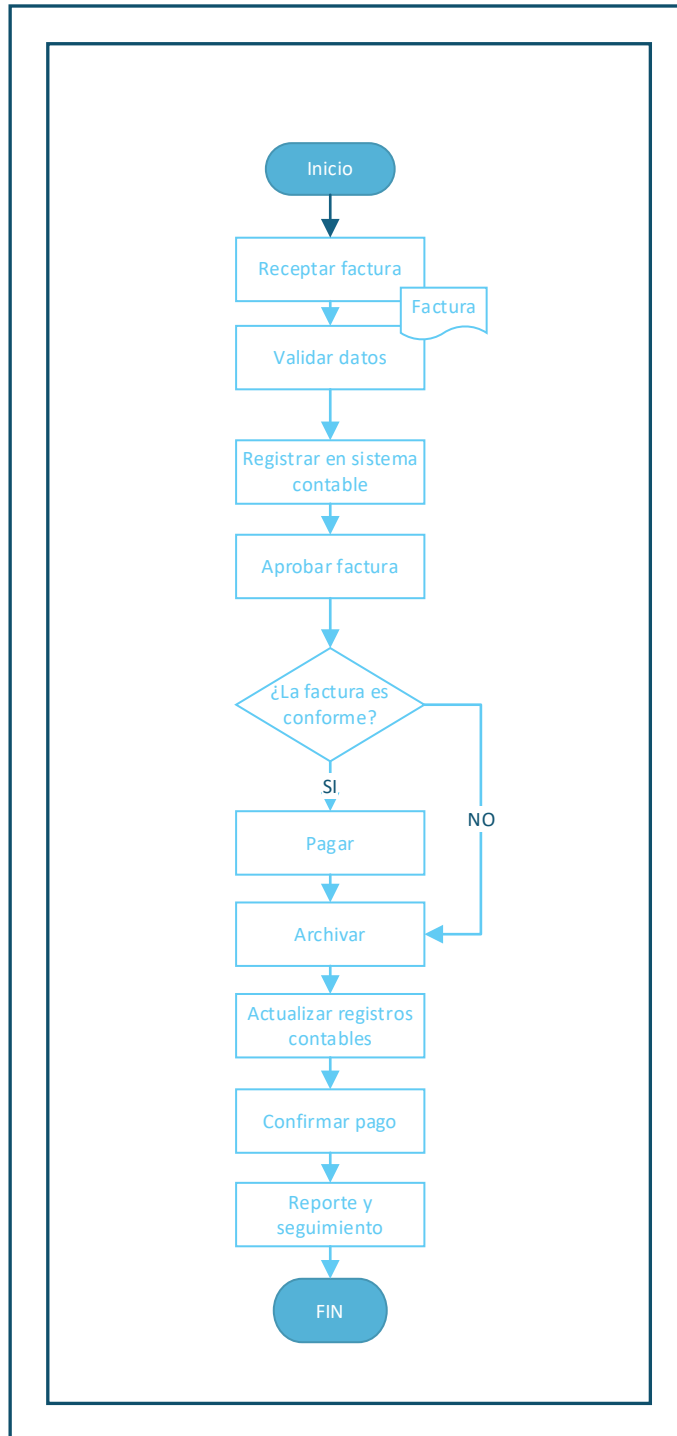 Inicio
Receptar factura
Factura
Validar datos
Registrar en sistema
contable
Aprobar factura
¿La factura es
conforme?
SI
NO
Pagar
Archivar
Actualizar registros
contables
Confirmar pago
Reporte y
seguimiento
FIN